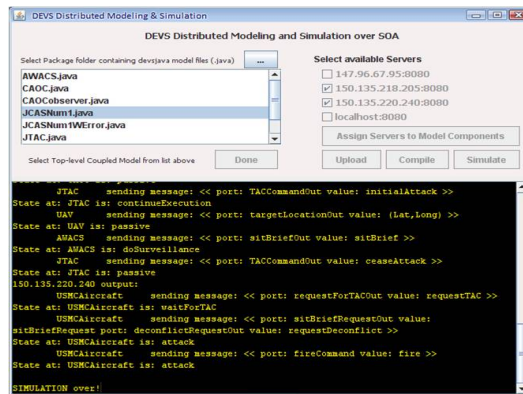 DEVS Distributed Modeling & Simulation
DEVS Distributed Modeling and Simulation over SOA
Select Package folder containing devsjava model files (.java)
...
Select available Servers
AWACS.java
CAOC.java
CAOCobserver.java
JCASNum1.java
JCASNum1WError.java
JTAC.java
147.96.67.95:8080
150.135.218.205:8080
150.135.220.240:8080
localhost:8080
Assign Servers to Model Components
Select Top-level Coupled Model from list above
Done
Upload
Compile
Simulate
JTAC sending message: << port: TACCommandOut value: initialAttack >>
State at: JTAC is: continueExecution
UAV sending message: << port: targetLocationOut value: (Lat,Long) >>
State at: UAV is: passive
AWACS sending message: << port: sitBriefOut value: sitBrief >>
State at: AWACS is: doSurveillance
JTAC sending message: << port: TACCommandOut value: ceaseAttack >>
State at: JTAC is: passive
150.135.220.240 output:
USMCAircraft sending message: << port: requestForTACOut value: requestTAC >>
State at: USMCAircraft is: waitForTAC
USMCAircraft sending message: << port: sitBriefRequestOut value:
sitBriefRequest port: deconflictRequestOut value: requestDeconflict >>
State at: USMCAircraft is: attack
USMCAircraft sending message: << port: fireCommand value: fire >>
State at: USMCAircraft is: attack
SIMULATION over!